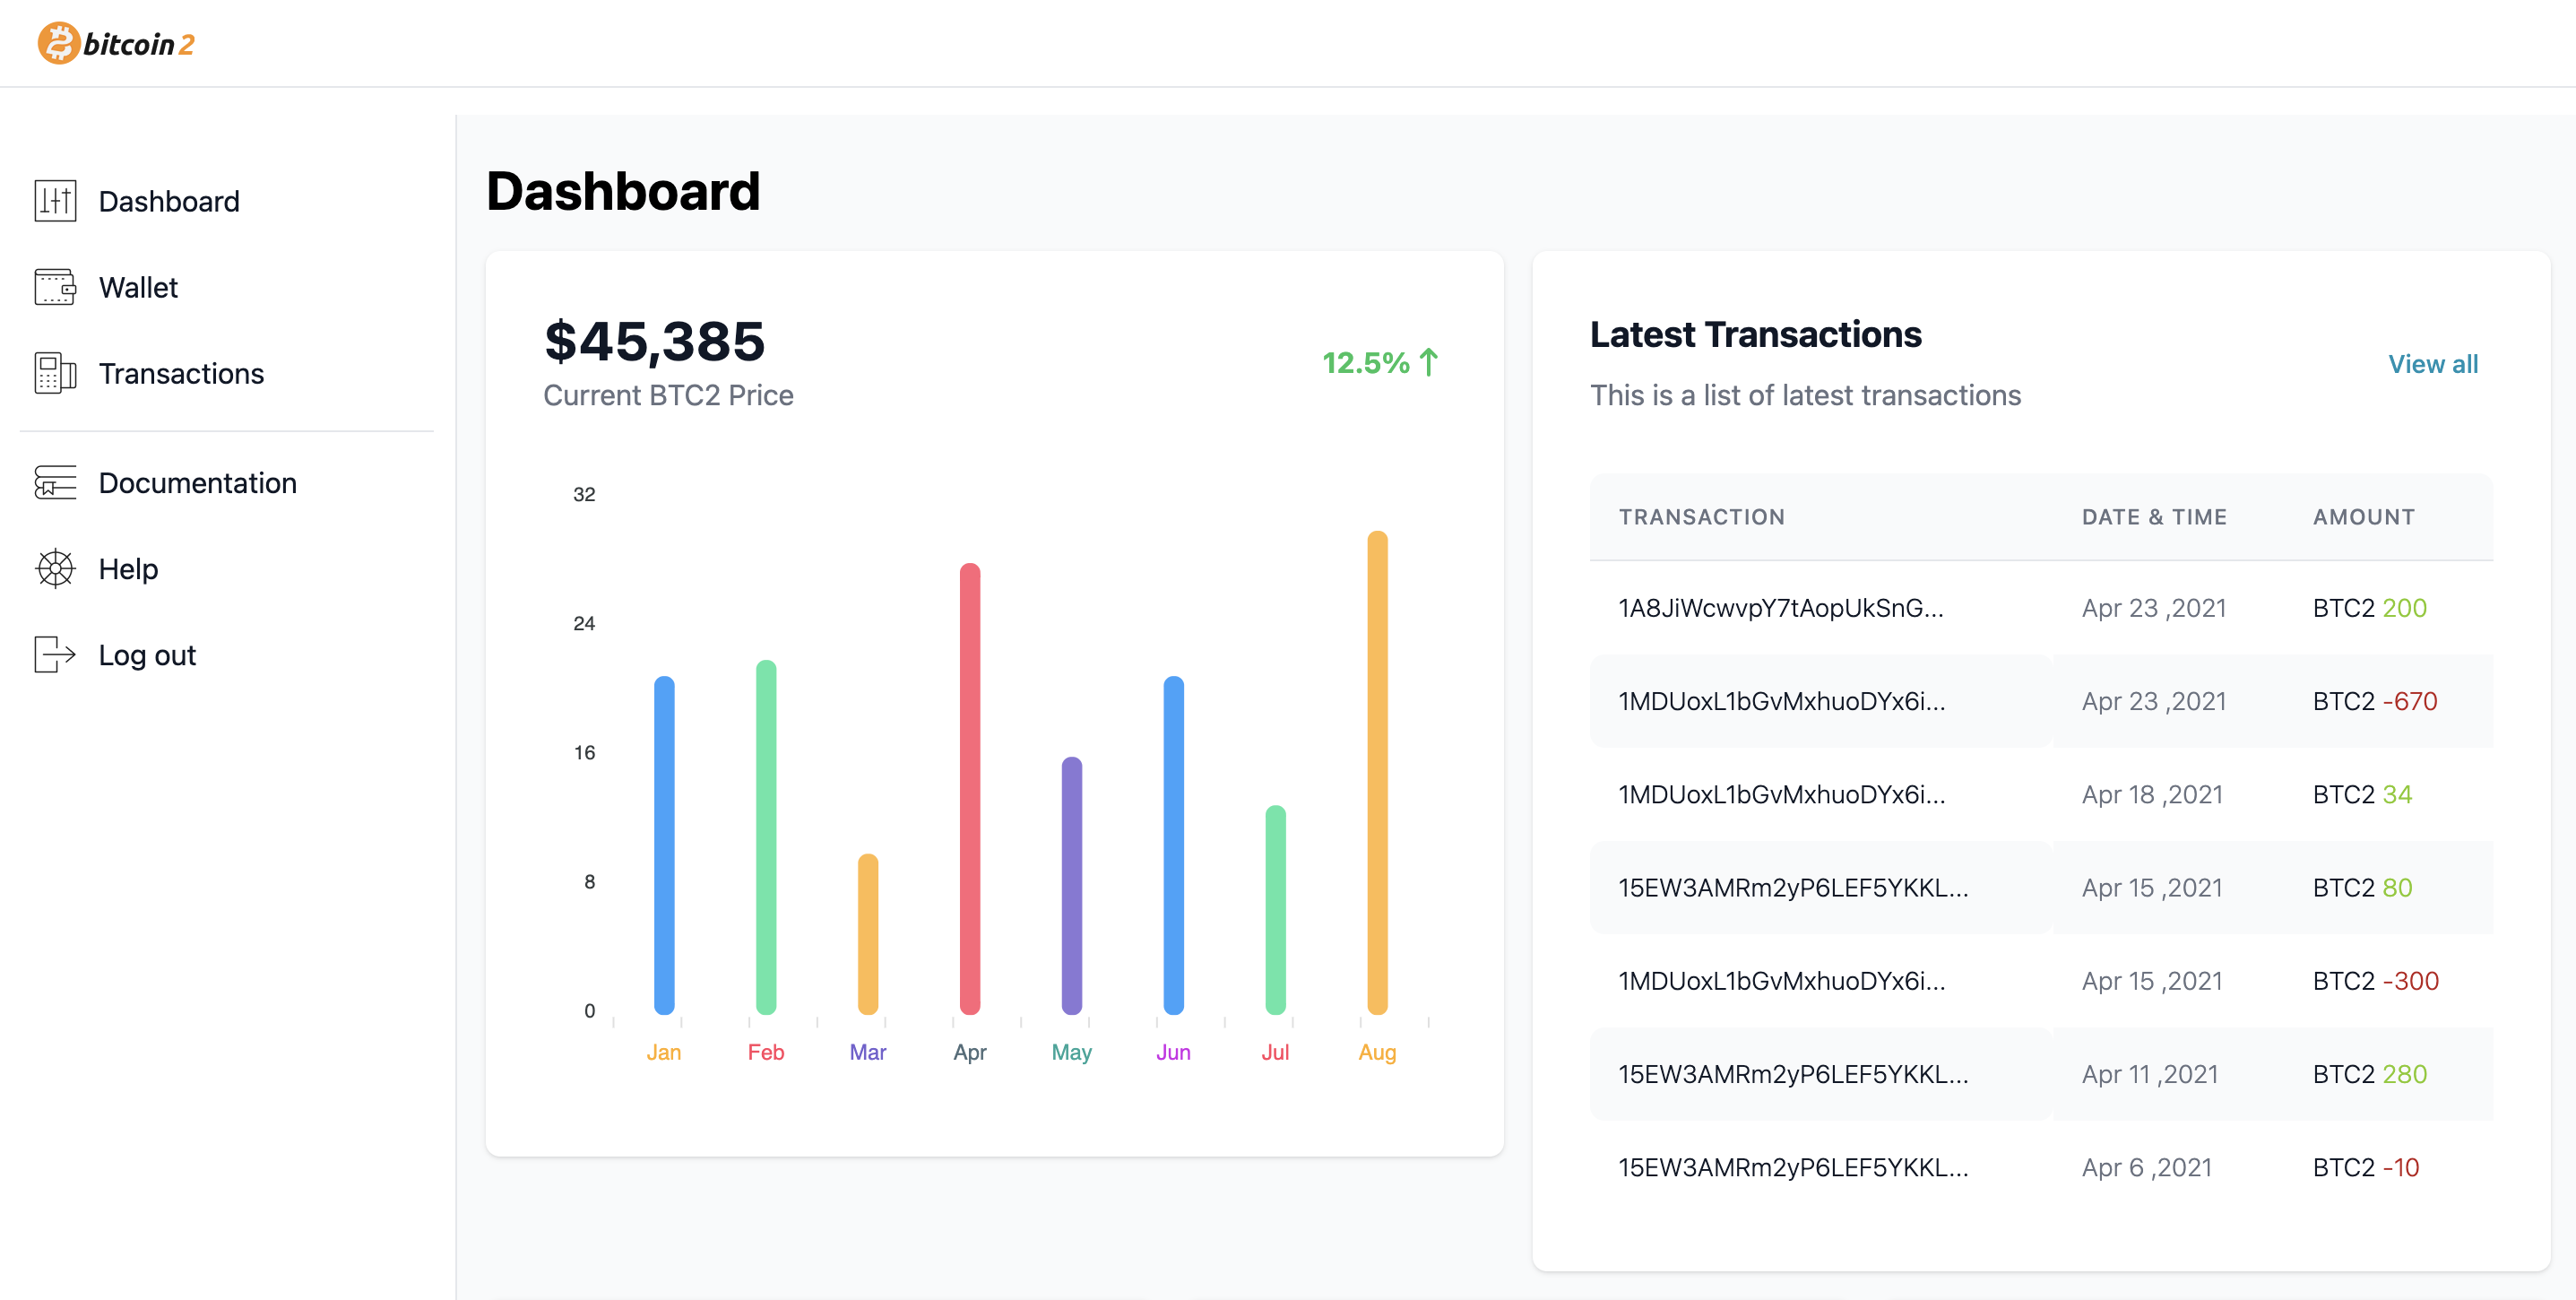 bitcoin 2
Dashboard
Wallet
Transactions
Documentation
Help
Log out
Dashboard
$45,385
Current BTC2 Price
12.5%
32
24
16
8
0
Jan Feb Mar Apr May Jun Jul Aug
Latest Transactions
This is a list of latest transactions
View all
TRANSACTION DATE & TIME AMOUNT
1A8JiWcwvpY7tAopUkSnG... Apr 23 ,2021 BTC2 200
1MDUoxL1bGvMxhuoDYx6i... Apr 23 ,2021 BTC2 -670
1MDUoxL1bGvMxhuoDYx6i... Apr 18 ,2021 BTC2 34
15EW3AMRm2yP6LEF5YKKL... Apr 15 ,2021 BTC2 80
1MDUoxL1bGvMxhuoDYx6i... Apr 15 ,2021 BTC2 -300
15EW3AMRm2yP6LEF5YKKL... Apr 11 ,2021 BTC2 280
15EW3AMRm2yP6LEF5YKKL... Apr 6 ,2021 BTC2 -10